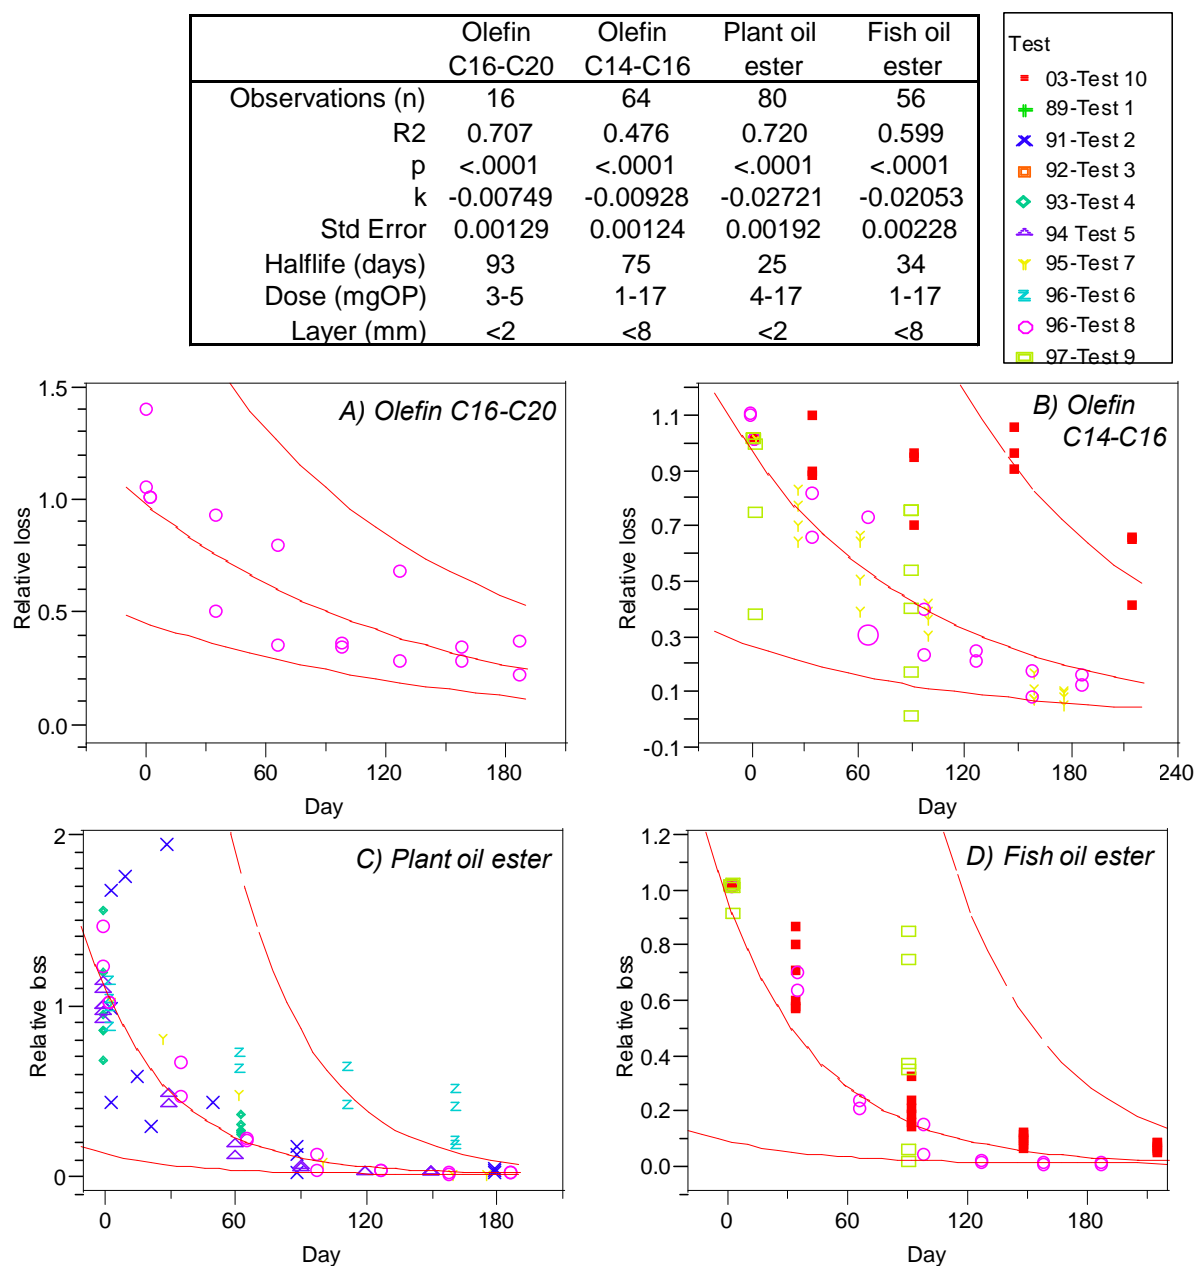 Olefin Olefin Plant oil Fish oil
C16-C20 C14-C16 ester ester
Observations (n) 16 64 80 56
R2 0.707 0.476 0.720 0.599
p <.0001 <.0001 <.0001 <.0001
k -0.00749 -0.00928 -0.02721 -0.02053
Std Error 0.00129 0.00124 0.00192 0.00228
Halflife (days) 93 75 25 34
Dose (mgOP) 3-5 1-17 4-17 1-17
Layer (mm) <2 <8 <2 <8
Test
03-Test 10
89-Test 1
91-Test 2
92-Test 3
93-Test 4
94 Test 5
95-Test 7
96-Test 6
96-Test 8
97-Test 9
A) Olefin C16-C20
Relative loss
1.5
1.0
0.5
0.0
0 60 120 180
Day
B) Olefin
C14-C16
Relative loss
1.1
0.9
0.7
0.5
0.3
0.1
-0.1
0 60 120 180 240
Day
C) Plant oil ester
Relative loss
2
1
0
0 60 120 180
Day
D) Fish oil ester
Relative loss
1.2
1.0
0.8
0.6
0.4
0.2
0.0
0 60 120 180
Day